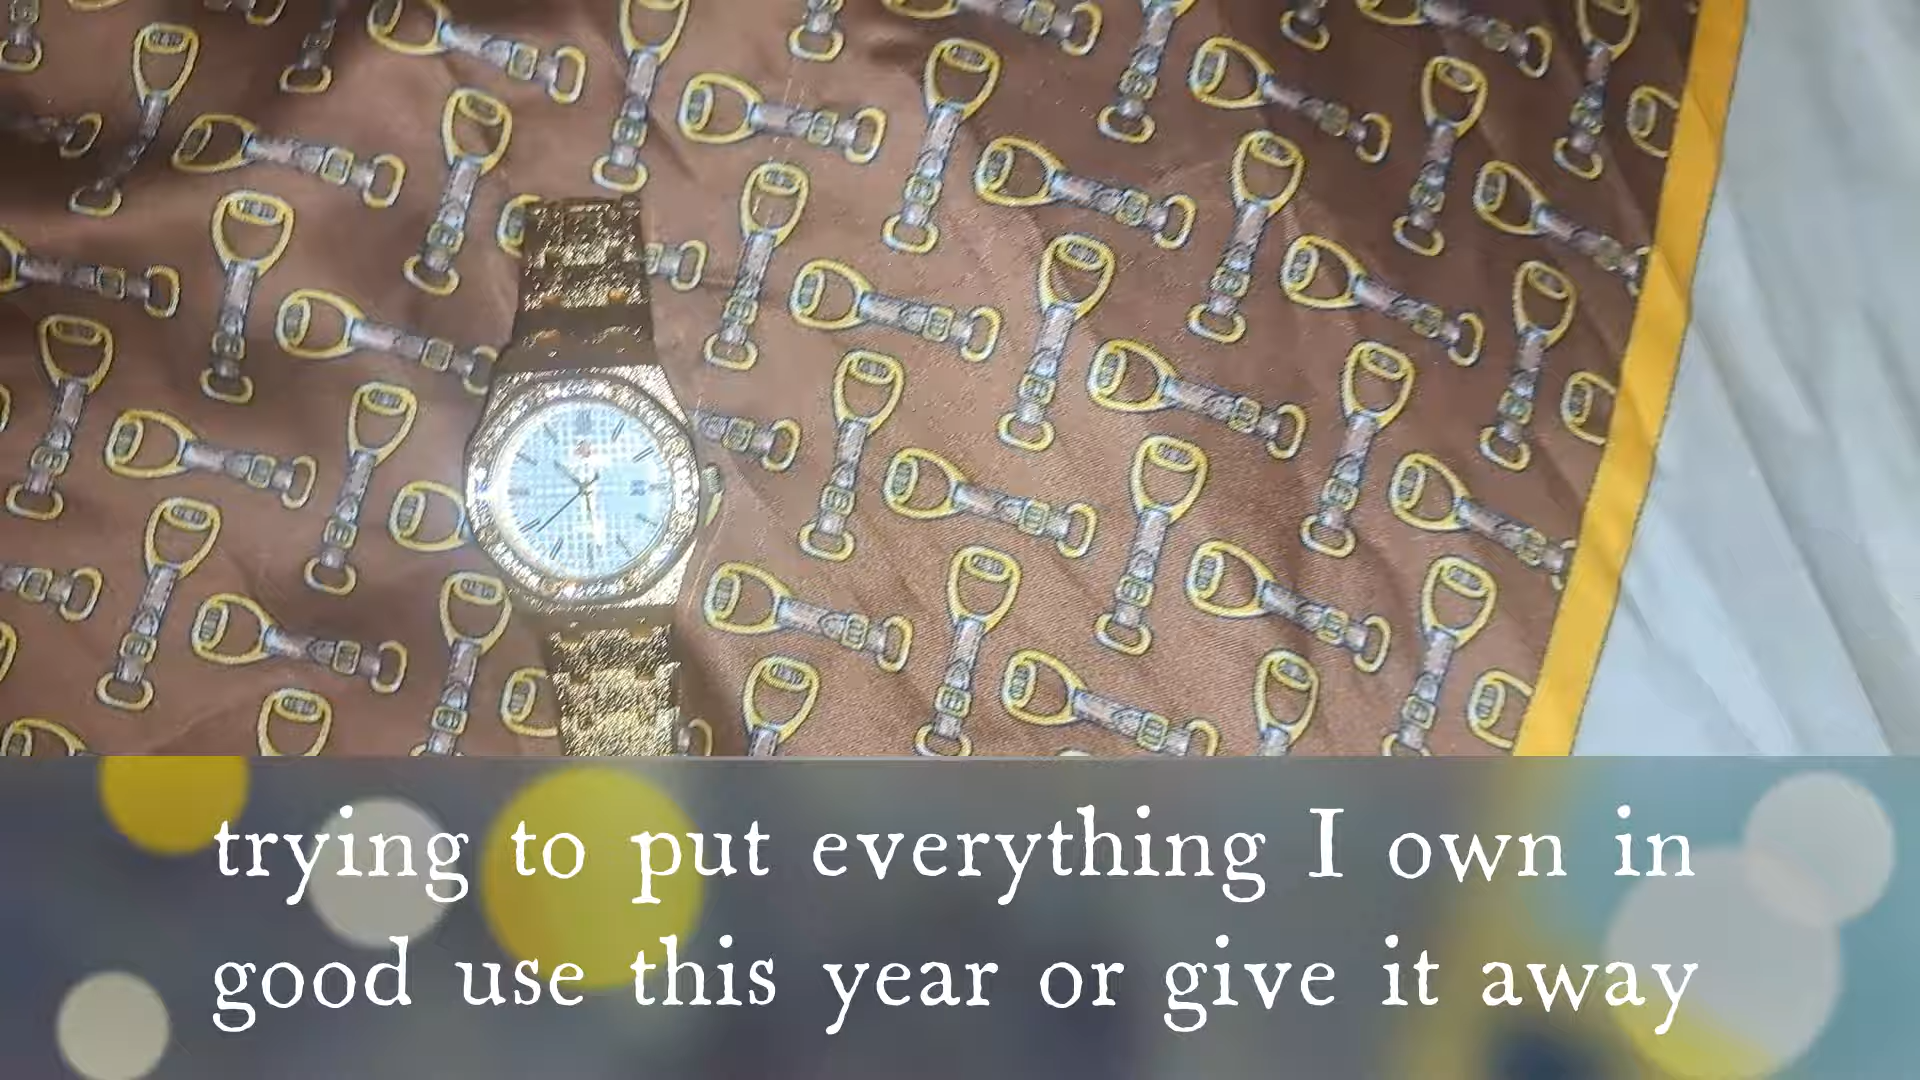 trying to put everything I own in
good use this year or give it away